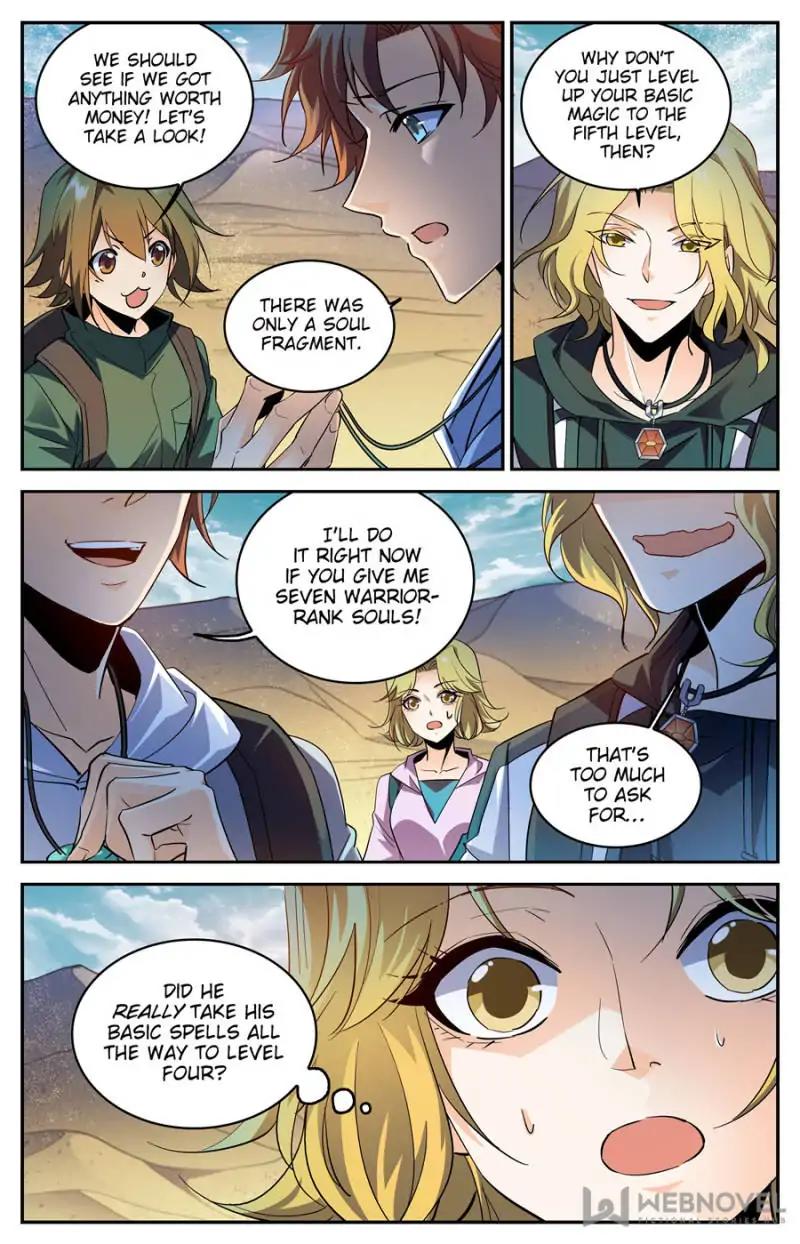 WE SHOULD
SEE IF WE GOT
ANYTHING WORTH
MONEY! LET'S
TAKE A LOOK!
THERE WAS
ONLY A SOUL
FRAGMENT.
WHY DON'T
YOU JUST LEVEL
UP YOUR BASIC
MAGIC TO THE
FIFTH LEVEL,
THEN?
I'LL DO
IT RIGHT NOW
IF YOU GIVE ME
SEVEN WARRIOR-
RANK SOULS!
THAT'S
TOO MUCH
TO ASK
FOR...
DID HE
REALLY TAKE HIS
BASIC SPELLS ALL
THE WAY TO LEVEL
FOUR?
WEBNOVEL
FICTIONAL STORIES HUB